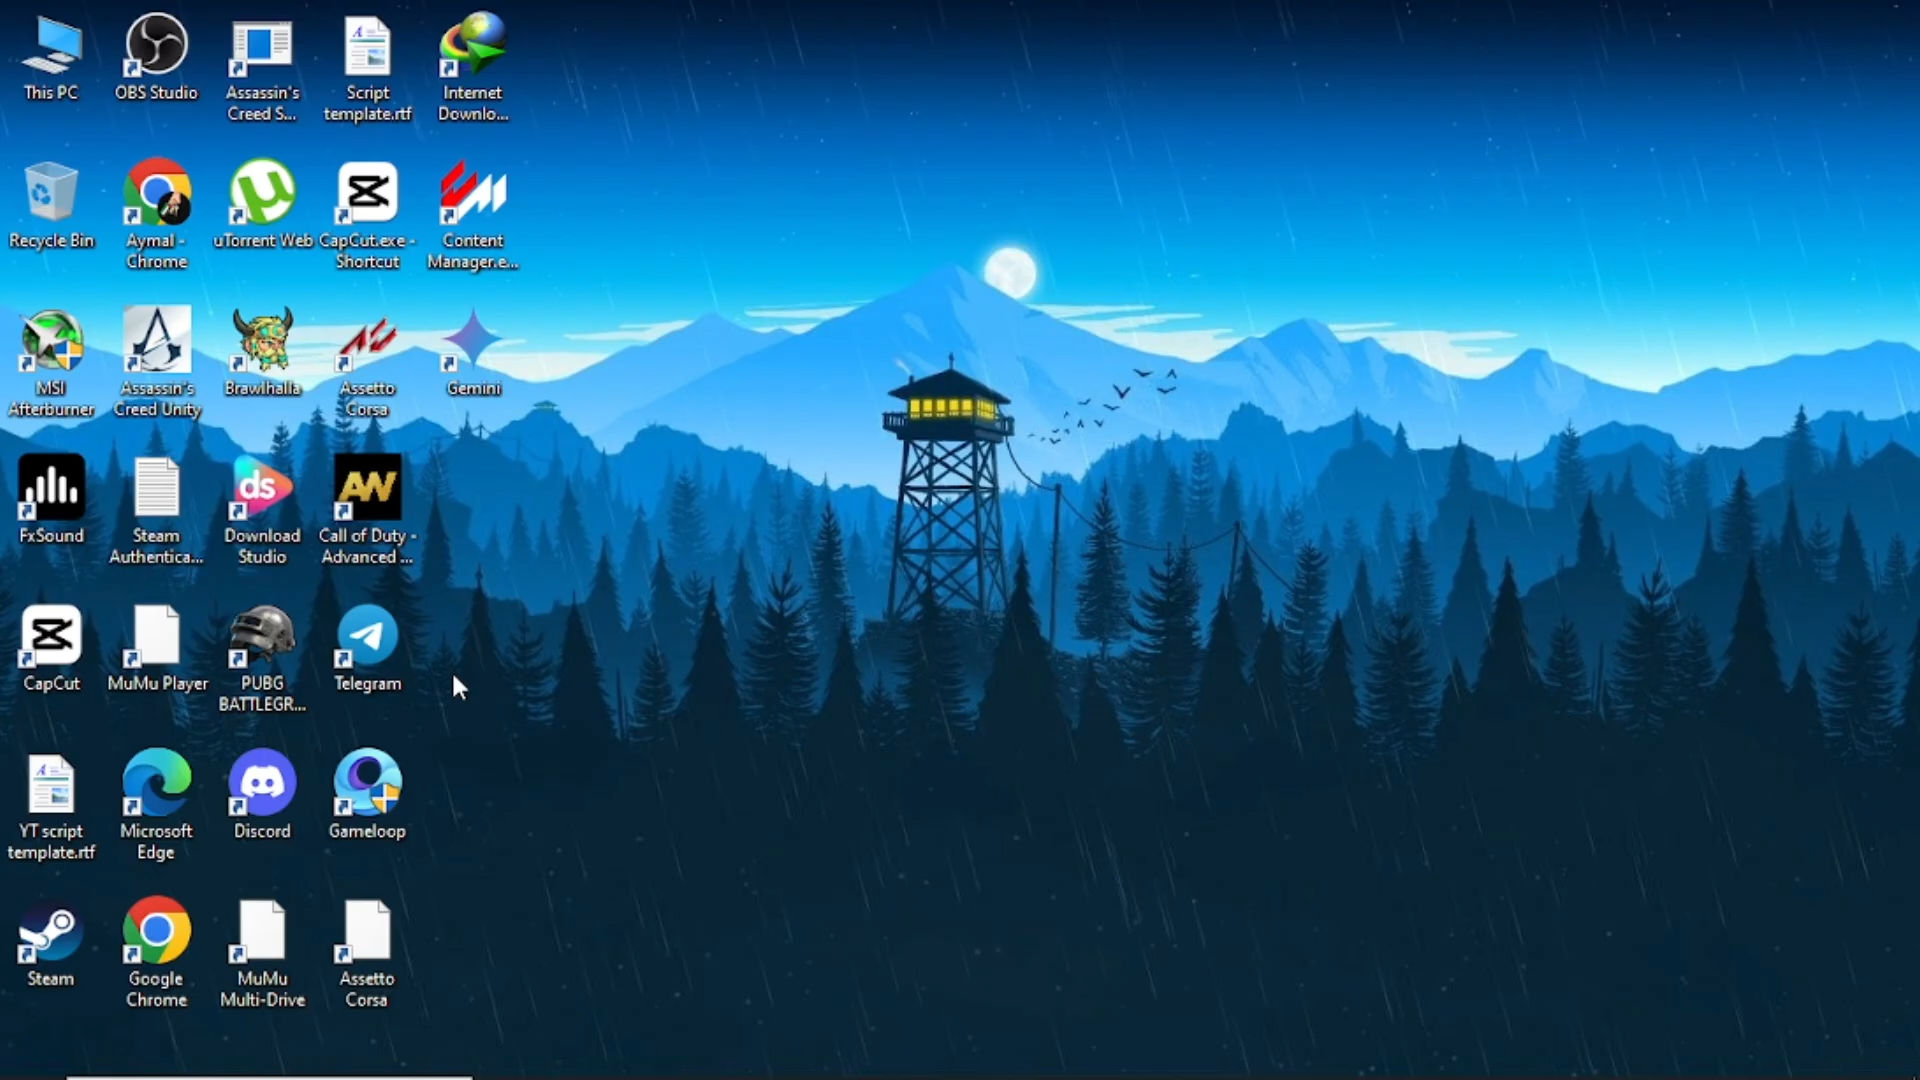 This PC
OBS Studio
Assassin's
Creed S...
Script
template.rtf
Internet
Downlo...
Recycle Bin
Aymal -
Chrome
uTorrent Web
CapCut.exe -
Shortcut
Content
Manager.e...
MSI
Afterburner
Assassin's
Creed Unity
Brawlhalla
Assetto
Corsa
Gemini
FxSound
Steam
Authentica...
ds
Download
Studio
AW
Call of Duty -
Advanced ...
CapCut
MuMu Player
PUBG
BATTLEGR...
Telegram
YT script
template.rtf
Microsoft
Edge
Discord
Gameloop
Steam
Google
Chrome
MuMu
Multi-Drive
Assetto
Corsa